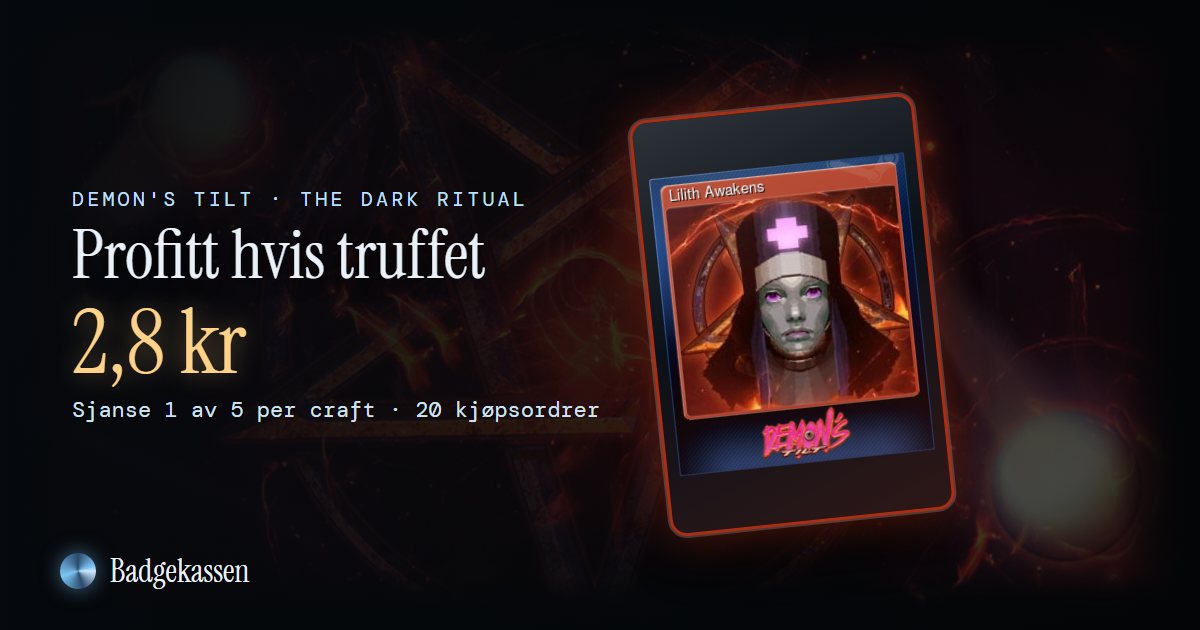 DEMON'S TILT · THE DARK RITUAL
Profitt hvis truffet
2,8 kr
Sjanse 1 av 5 per craft · 20 kjøpsordrer
Lilith Awakens
DEMON'S
TILT
Badgekassen